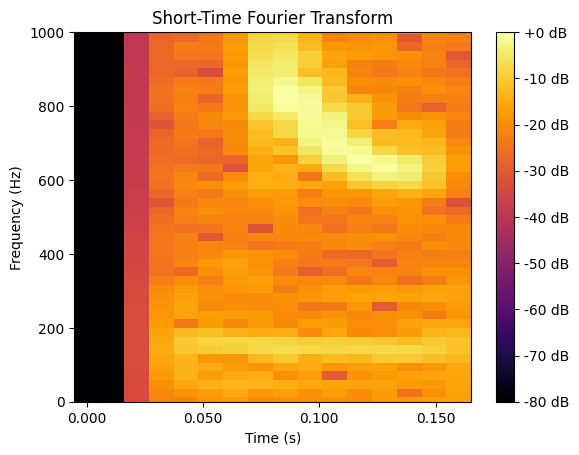 Short-Time Fourier Transform
1000
800
600
400
200
0
Frequency (Hz)
0.000 0.050 0.100 0.150
Time (s)
+0 dB
-10 dB
-20 dB
-30 dB
-40 dB
-50 dB
-60 dB
-70 dB
-80 dB